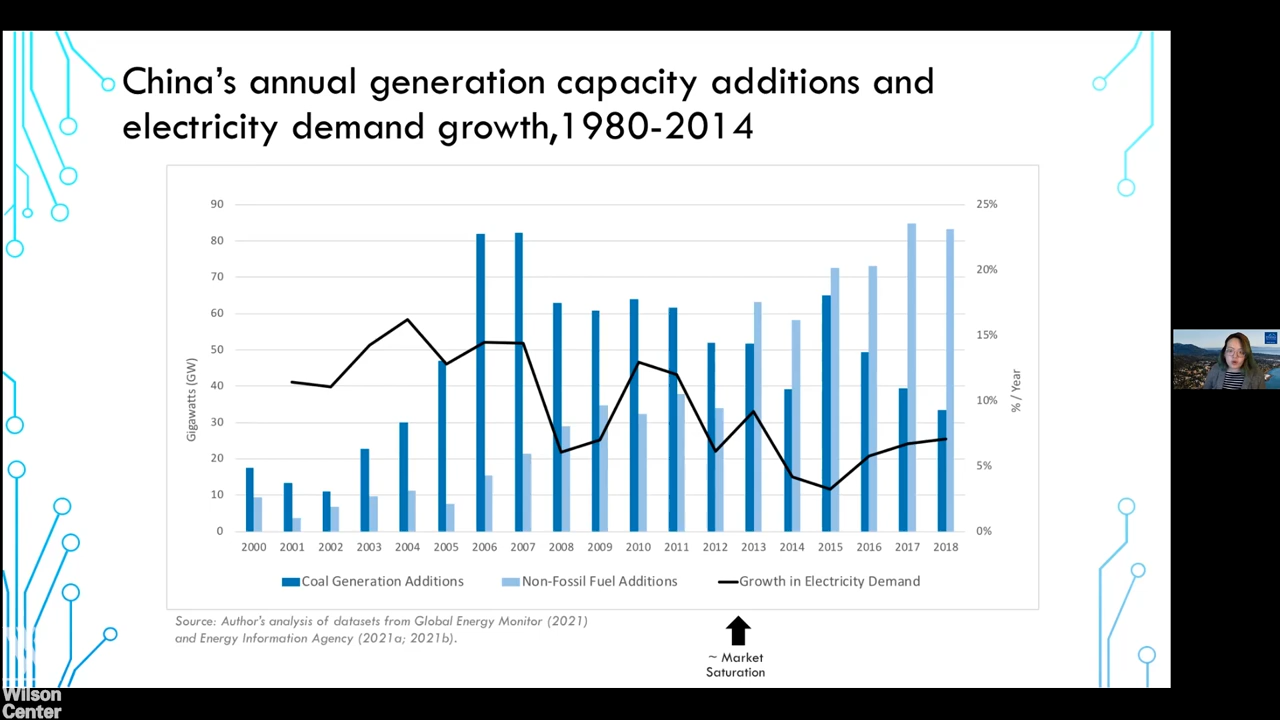 China's annual generation capacity additions and
electricity demand growth,1980-2014
90
80
70
60
50
40
30
20
10
0
Gigawatts (GW)
25%
20%
15%
10%
5%
0%
% / Year
2000 2001 2002 2003 2004 2005 2006 2007 2008 2009 2010 2011 2012 2013 2014 2015 2016 2017 2018
Coal Generation Additions Non-Fossil Fuel Additions Growth in Electricity Demand
Source: Author's analysis of datasets from Global Energy Monitor (2021)
and Energy Information Agency (2021a; 2021b).
~ Market
Saturation
Wilson
Center